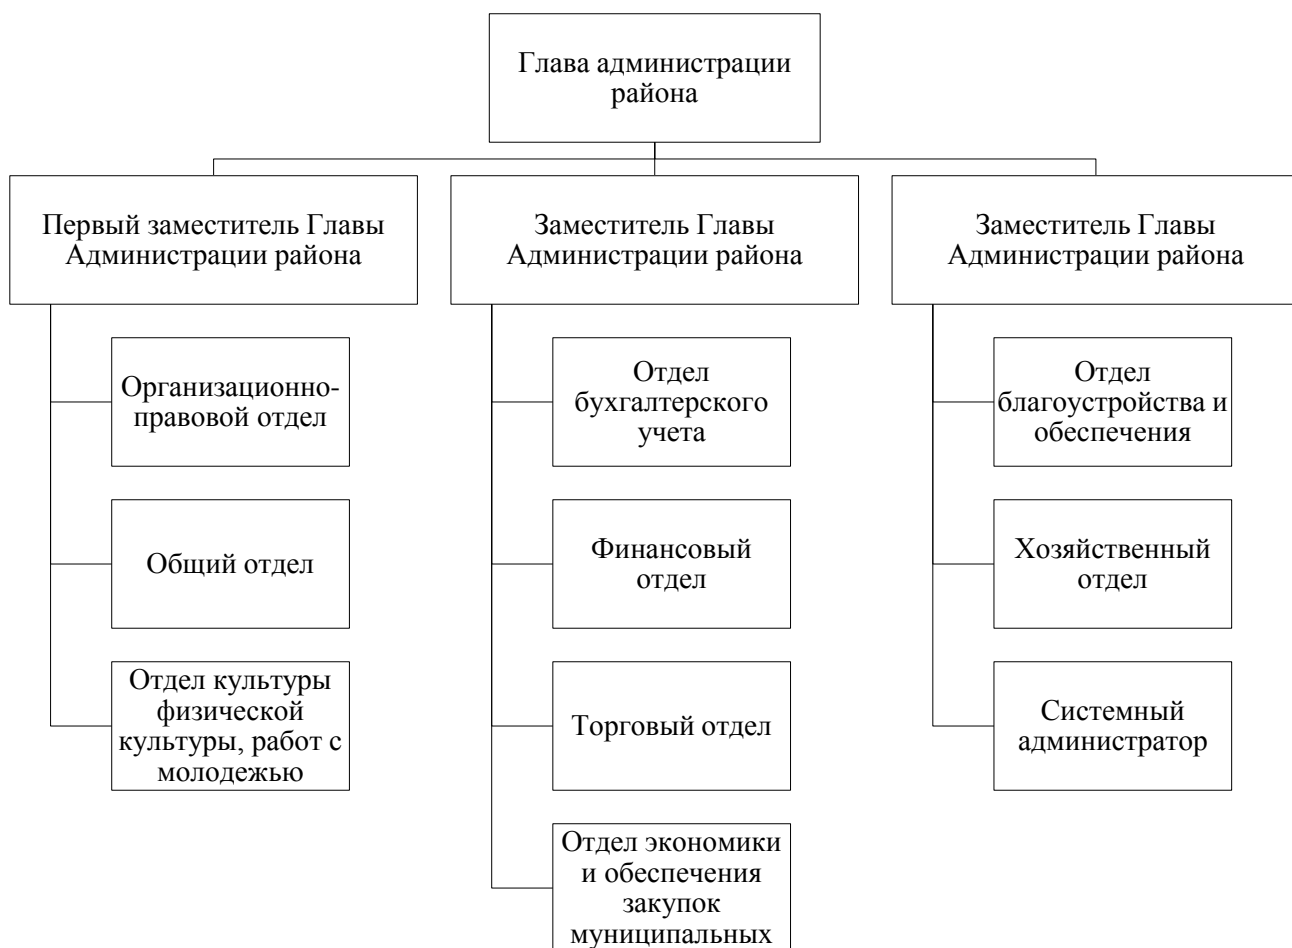 Глава администрации
района
Первый заместитель Главы
Администрации района
Заместитель Главы
Администрации района
Заместитель Главы
Администрации района
Организационно-
правовой отдел
Общий отдел
Отдел культуры
физической
культуры, работ с
молодежью
Отдел
бухгалтерского
учета
Финансовый
отдел
Торговый отдел
Отдел экономики
и обеспечения
закупок
муниципальных
Отдел
благоустройства и
обеспечения
Хозяйственный
отдел
Системный
администратор